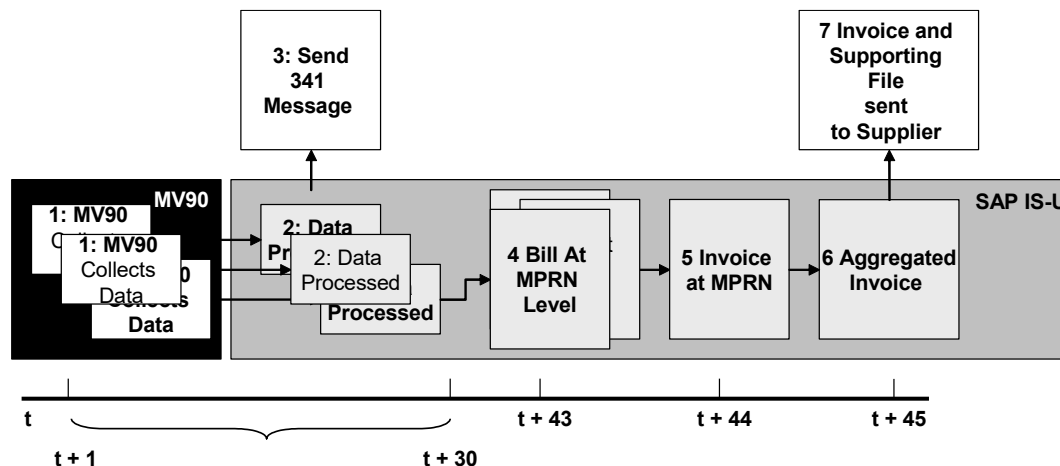 3: Send
341
Message
7 Invoice and
Supporting
File
sent
to Supplier
MV90
SAP IS-U
1: MV90
1: MV90
Collects
Data
Collects
Data
2: Data
2: Data
Processed
Processed
4 Bill At
MPRN
Level
5 Invoice
at MPRN
6 Aggregated
Invoice
t
t + 43
t + 44
t + 45
t + 1
t + 30